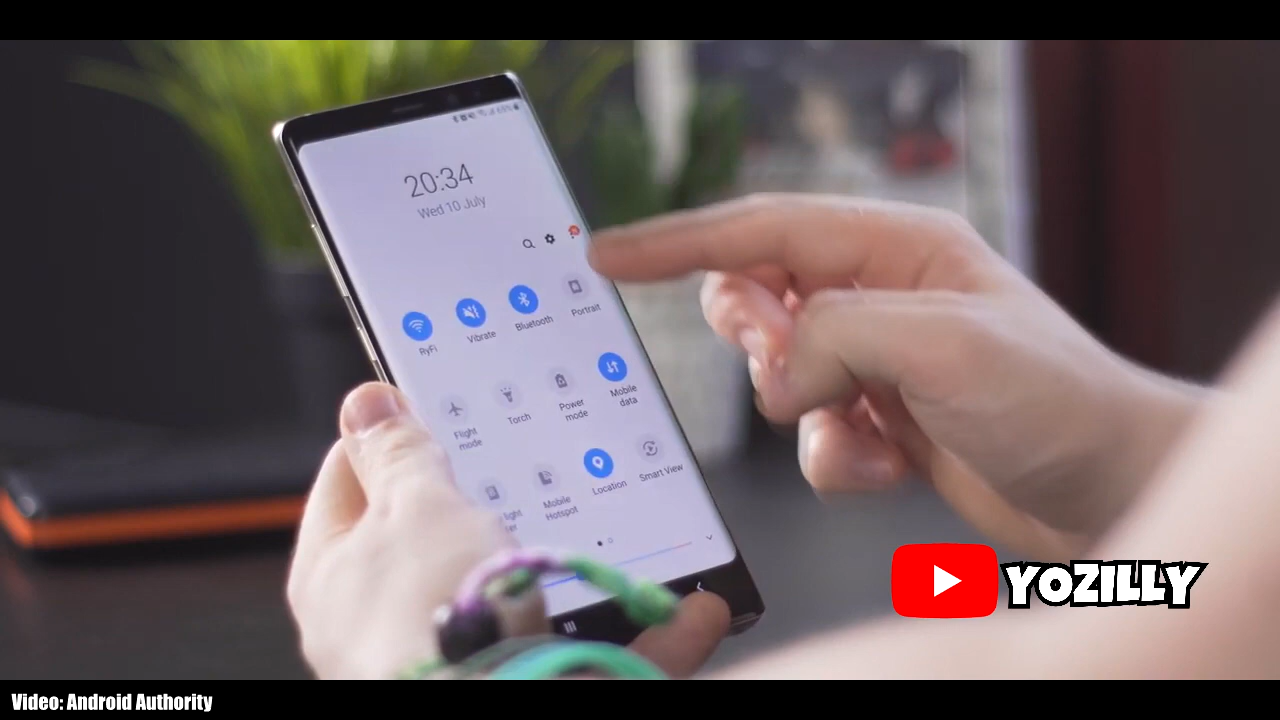 20:34
Wed 10 July
RyFi
Vibrate
Bluetooth
Portrait
Flight
mode
Torch
Power
mode
Mobile
data
light
Mobile
Hotspot
Location
Smart View
YOZILLY
Video: Android Authority